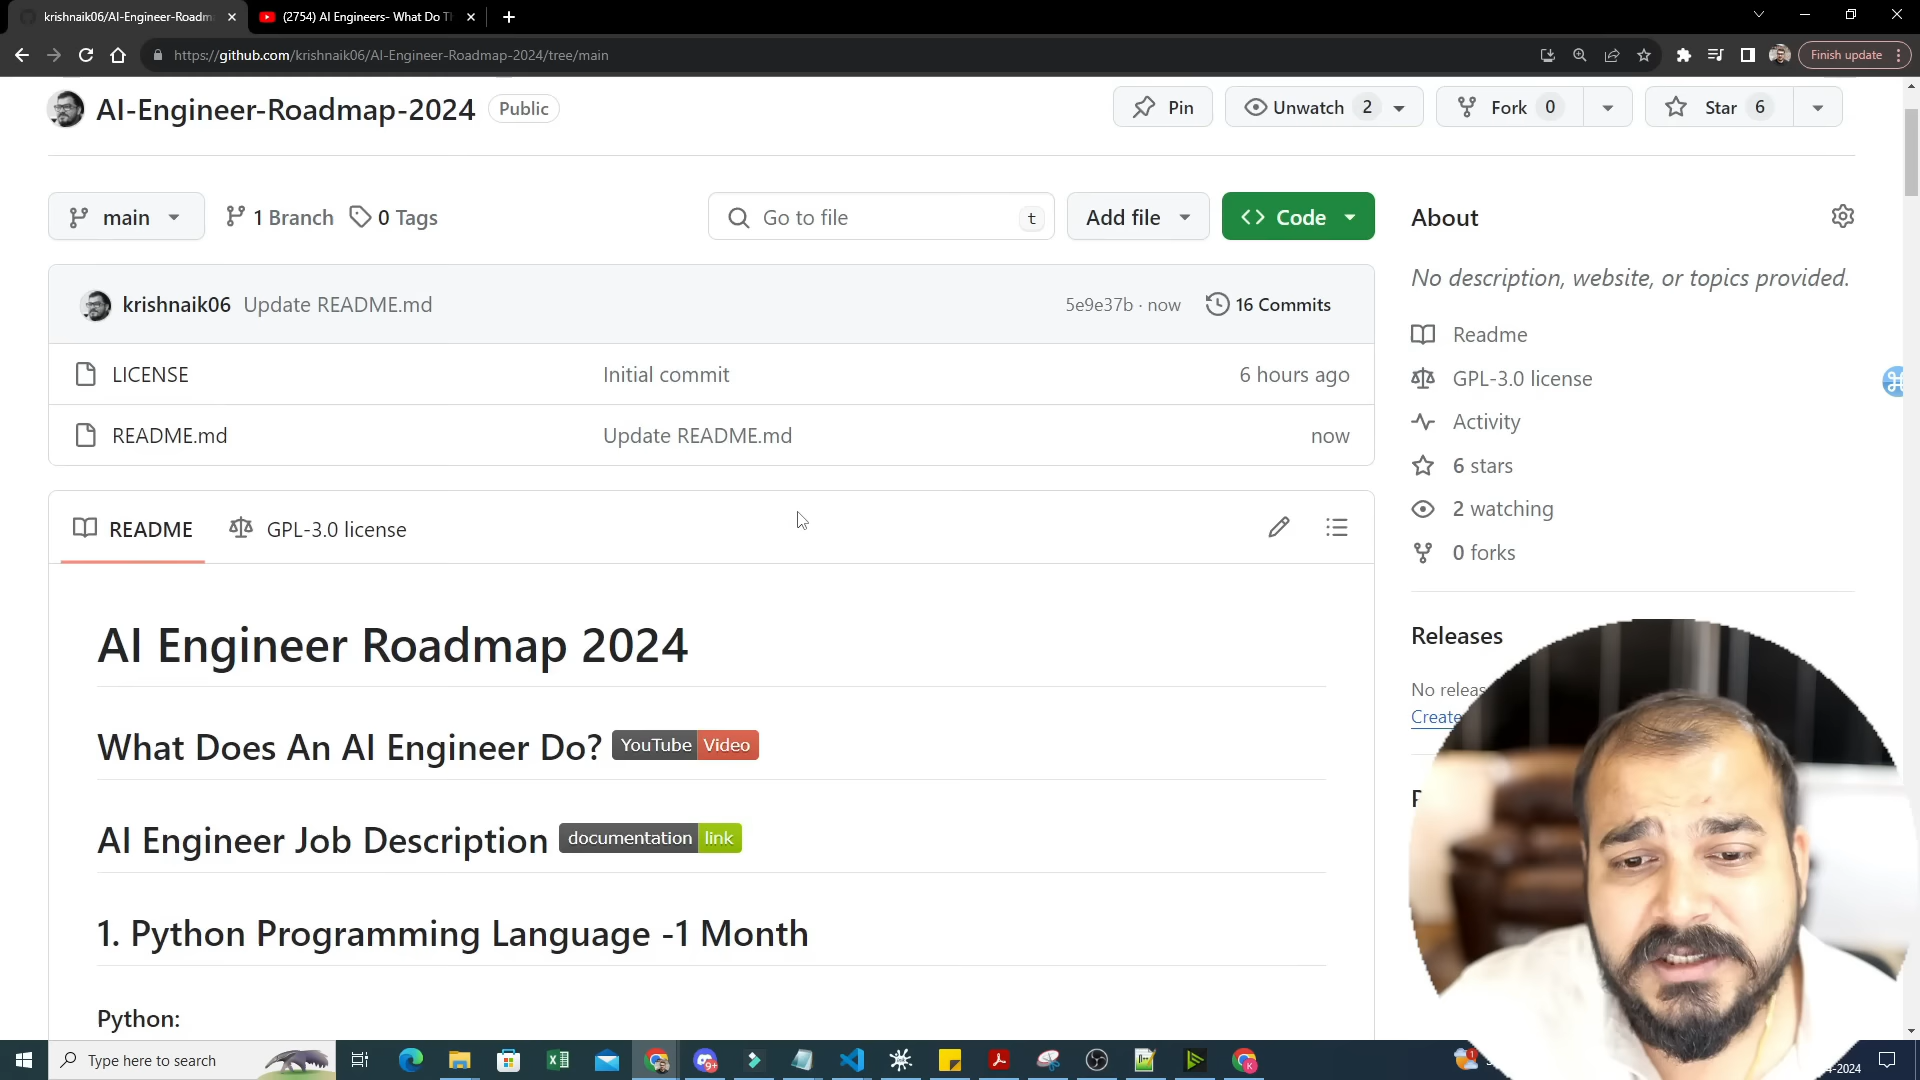 krishnaik06/AI-Engineer-Roadm
(2754) AI Engineers- What Do T
https://github.com/krishnaik06/AI-Engineer-Roadmap-2024/tree/main
Finish update
AI-Engineer-Roadmap-2024 Public
Pin
Unwatch 2
Fork 0
Star 6
main
1 Branch
0 Tags
Go to file t
Add file
Code
About
No description, website, or topics provided.
krishnaik06 Update README.md
5e9e37b · now
16 Commits
Readme
LICENSE Initial commit 6 hours ago
GPL-3.0 license
Activity
README.md Update README.md now
6 stars
2 watching
README
GPL-3.0 license
0 forks
AI Engineer Roadmap 2024
Releases
No releas
Create
What Does An AI Engineer Do? YouTube Video
AI Engineer Job Description documentation link
1. Python Programming Language -1 Month
Python:
Type here to search